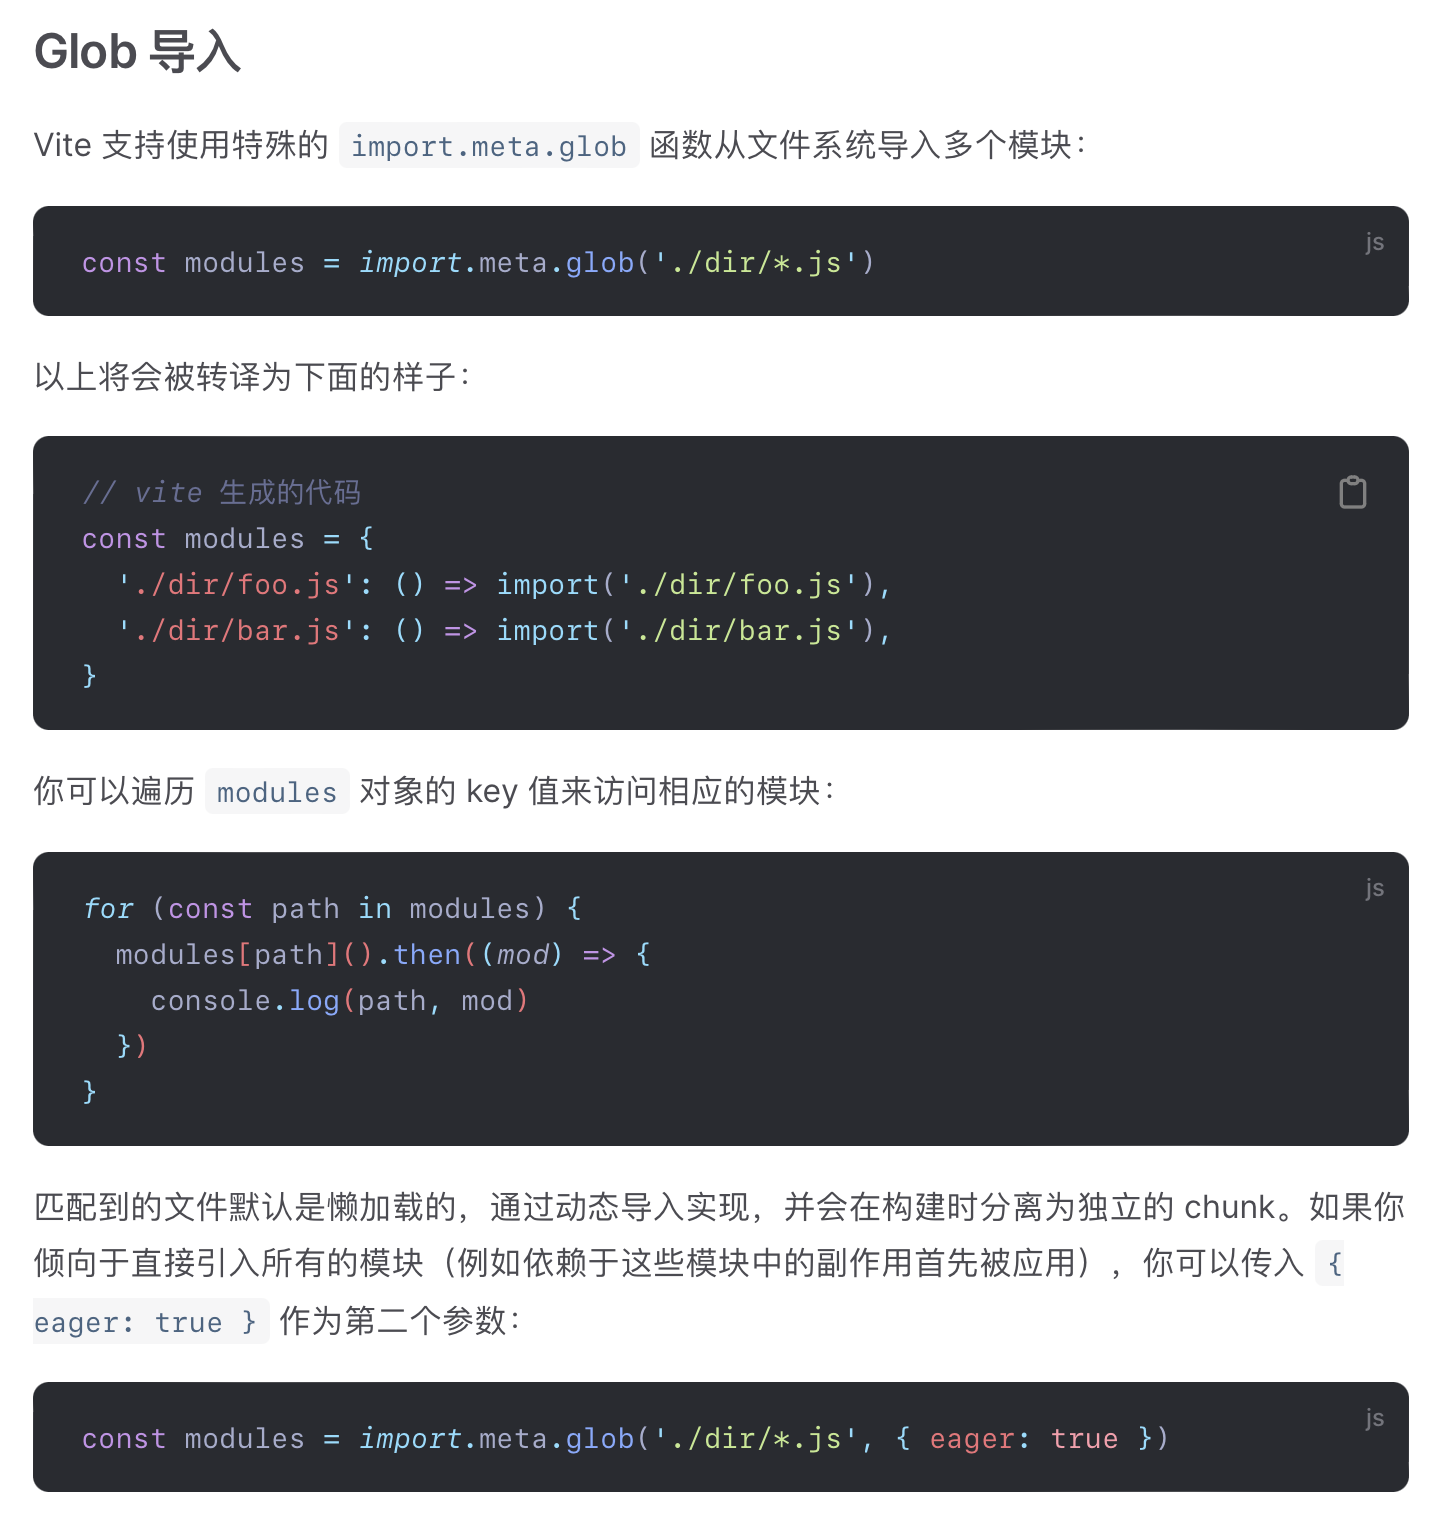 Glob 导入
Vite 支持使用特殊的 import.meta.glob 函数从文件系统导入多个模块：
js
const modules = import.meta.glob('./dir/*.js')
以上将会被转译为下面的样子：
// vite 生成的代码
const modules = {
  './dir/foo.js': () => import('./dir/foo.js'),
  './dir/bar.js': () => import('./dir/bar.js'),
}
你可以遍历 modules 对象的 key 值来访问相应的模块：
js
for (const path in modules) {
  modules[path]().then((mod) => {
    console.log(path, mod)
  })
}
匹配到的文件默认是懒加载的，通过动态导入实现，并会在构建时分离为独立的 chunk。如果你
倾向于直接引入所有的模块（例如依赖于这些模块中的副作用首先被应用），你可以传入 {
eager: true } 作为第二个参数：
js
const modules = import.meta.glob('./dir/*.js', { eager: true })